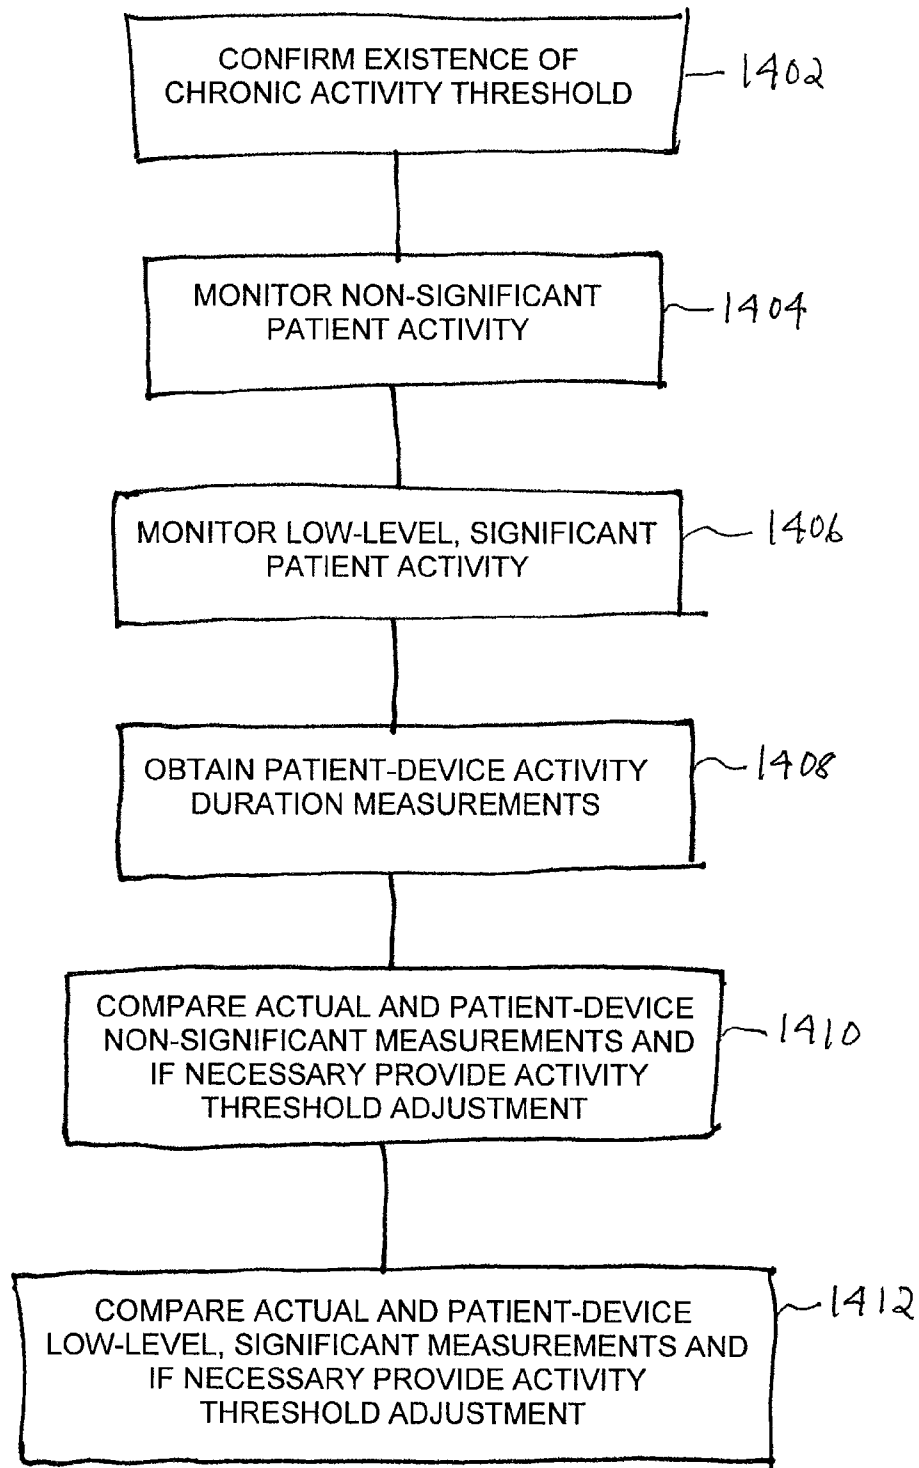 CONFIRM EXISTENCE OF
CHRONIC ACTIVITY THRESHOLD
1402
MONITOR NON-SIGNIFICANT
PATIENT ACTIVITY
1404
MONITOR LOW-LEVEL, SIGNIFICANT
PATIENT ACTIVITY
1406
OBTAIN PATIENT-DEVICE ACTIVITY
DURATION MEASUREMENTS
1408
COMPARE ACTUAL AND PATIENT-DEVICE
NON-SIGNIFICANT MEASUREMENTS AND
IF NECESSARY PROVIDE ACTIVITY
THRESHOLD ADJUSTMENT
1410
COMPARE ACTUAL AND PATIENT-DEVICE
LOW-LEVEL, SIGNIFICANT MEASUREMENTS AND
IF NECESSARY PROVIDE ACTIVITY
THRESHOLD ADJUSTMENT
1412